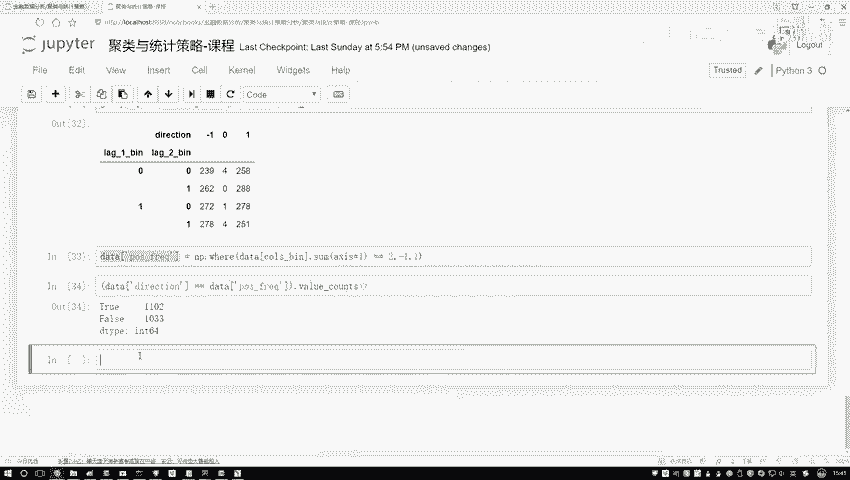 jupyter 聚类与统计策略-课程 Last Checkpoint: Last Sunday at 5:54 PM (unsaved changes)
Logout
File Edit View Insert Cell Kernel Widgets Help
Trusted Python 3
Code
Out[32]:
direction -1 0 1
lag_1_bin lag_2_bin
0 0 239 4 258
1 262 0 288
1 0 272 1 278
1 278 4 251
In [33]: data['pos_freq'] = np.where(data[cols_bin].sum(axis=1) == 2,-1,1)
In [34]: (data['direction'] == data['pos_freq']).value_counts()
Out[34]: True 1102
False 1033
dtype: int64
In [ ]:
15:41